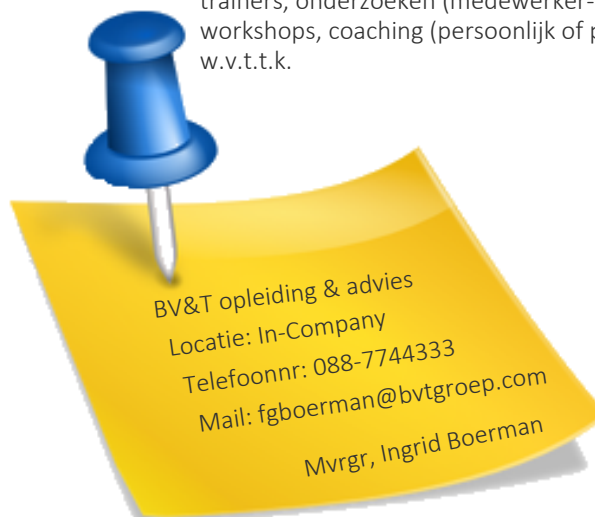 trainers, onderzoeken (medewerker-
workshops, coaching (persoonlijk of p
w.v.t.t.k.
BV&T opleiding & advies
Locatie: In-Company
Telefoonnr: 088-7744333
Mail: fgboerman@bvtgroep.com
Mvrgr, Ingrid Boerman